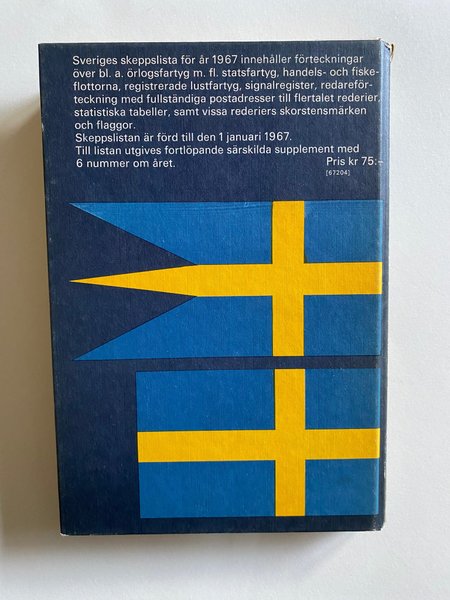 Sveriges skeppslista för år 1967 innehåller förteckningar
över bl. a. örlogsfartyg m. fl. statsfartyg, handels- och fiske-
flottorna, registrerade lustfartyg, signalregister, redareför-
teckning med fullständiga postadresser till flertalet rederier,
statistiska tabeller, samt vissa rederiers skorstensmärken
och flaggor.
Skeppslistan är förd till den 1 januari 1967.
Till listan utgives fortlöpande särskilda supplement med
6 nummer om året.
Pris kr 75:-
[67204]